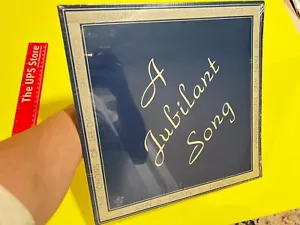 The UPS Store
A
Jubilant
Song